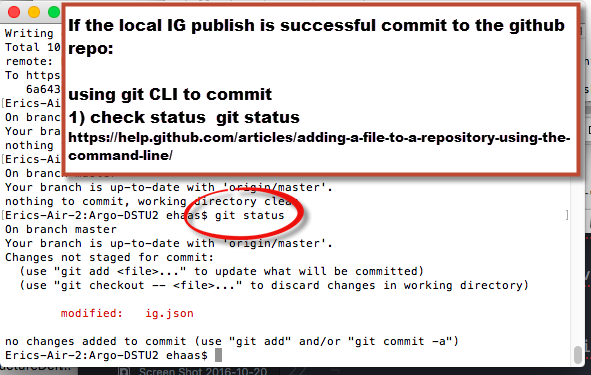 If the local IG publish is successful commit to the github
repo:
using git CLI to commit
1) check status  git status
https://help.github.com/articles/adding-a-file-to-a-repository-using-the-
command-line/
Writing
Total 10
remote:
To https
6a643
[Erics-Air-
On branch
Your bra
nothing
[Erics-Ai
On branch master
Your branch is up-to-date with 'origin/master'.
nothing to commit, working directory clean
[Erics-Air-2:Argo-DSTU2 ehaas$ git status ]
On branch master
Your branch is up-to-date with 'origin/master'.
Changes not staged for commit:
(use "git add <file>..." to update what will be committed)
(use "git checkout -- <file>..." to discard changes in working directory)
modified:   ig.json
no changes added to commit (use "git add" and/or "git commit -a")
Erics-Air-2:Argo-DSTU2 ehaas$
Screen Shot 2016-10-20